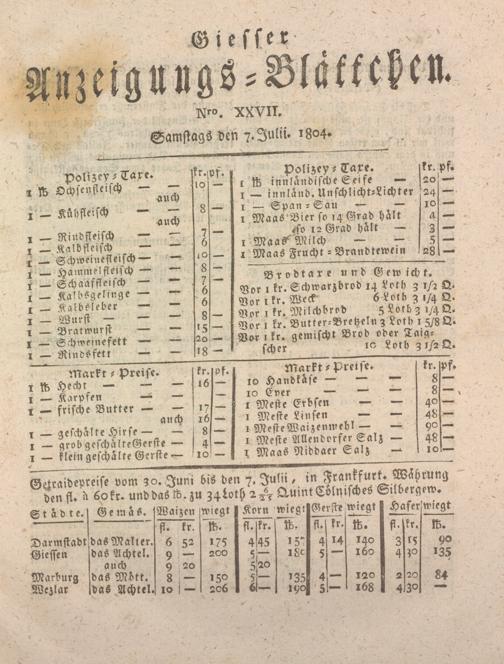 Giesser
Anzeigungs-Blättchen.
Nro. XXVII.
Samstags den 7. Julii. 1804.
Polizey-Taxe. kr. pf.
1 ℔ Ochsenfleisch — — 10 —
auch
1 — Kühfleisch — — 8 —
auch 7 —
1 — Rindfleisch — — 6
1 — Kalbfleisch — —
1 — Schweinefleisch — — 10 —
1 — Hammelfleisch — — 8 —
1 — Schaaffleisch — — 7 —
1 — Kalbsgelinge — — 6
1 — Kalbsleber — — 6
1 — Wurst — — 8 —
1 — Bratwurst — — 15 —
1 — Schweinefett — — 20 —
1 — Rindsfett — — 18 —
Polizey-Taxe. kr. pf.
1 ℔ innländische Seife — 20 —
1 — innländ. Unschlicht-Lichter 24 —
1 — Span-Sau — — 10 —
1 Maas Bier so 14 Grad hält 4 —
so 12 Grad hält — 3 —
1 Maas Milch — — 5 —
1 Maas Frucht-Brandtewein 28 —
Brodtaxe und Gewicht.
Vor 1 kr. Schwarzbrod 14 Loth 3 1/2 Q.
Vor 1 kr. Weck 6 Loth 3 1/4 Q.
Vor 1 kr. Milchbrod 5 Loth 3 1/4 Q.
Vor 1 kr. Butter-Bretzeln 3 Loth 1 5/8 Q.
Vor 1 kr. gemischt Brod oder Taig-
scher 10 Loth 3 1/2 Q.
Markt-Preise. kr. pf.
1 ℔ Hecht — — 16 —
1 — Karpfen — —
1 — frische Butter — — 17 —
auch 16 —
1 — geschälte Hirse — — 8 —
1 — grob geschälte Gerste — 4 —
1 — klein geschälte Gerste — 10 —
Markt-Preise. kr. pf.
10 Handkäse — — 8 —
10 Eyer — — 8 —
1 Meste Erbsen — 40 —
1 Meste Linsen — 48 —
1 Meste Waizenmehl — 90 —
1 Meste Allendorfer Salz — 48 —
1 Maas Niddaer Salz — 10 —
Getraidepreise vom 30. Juni bis den 7. Julii, in Frankfurt. Währung
den fl. à 60 kr. und das ℔. zu 34 Loth Quint Cölnisches Silbergew.
Städte. Gemäs. Waizen wiegt Korn wiegt Gerste wiegt Hafer wiegt
fl. kr. ℔. fl. kr. ℔. fl. kr. ℔. fl. kr. ℔.
Darmstadt das Malter. 6 52 175 4 45 157 4 14 140 3 15 90
Giessen das Achtel. 9 — 200 5 — 180 5 — 160 4 30 135
auch 9 20 5 20
Marburg das Mött. 8 — 150 5 — 135 4 — 120 2 20 84
Wezlar das Achtel. 10 — 206 6 — 190 5 — 168 4 30 —